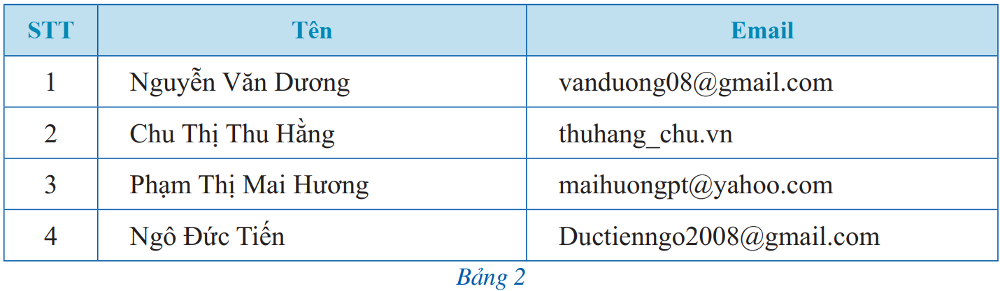 STT Tên Email
1 Nguyễn Văn Dương vanduong08@gmail.com
2 Chu Thị Thu Hằng thuhang_chu.vn
3 Phạm Thị Mai Hương maihuongpt@yahoo.com
4 Ngô Đức Tiến Ductienngo2008@gmail.com
Bảng 2